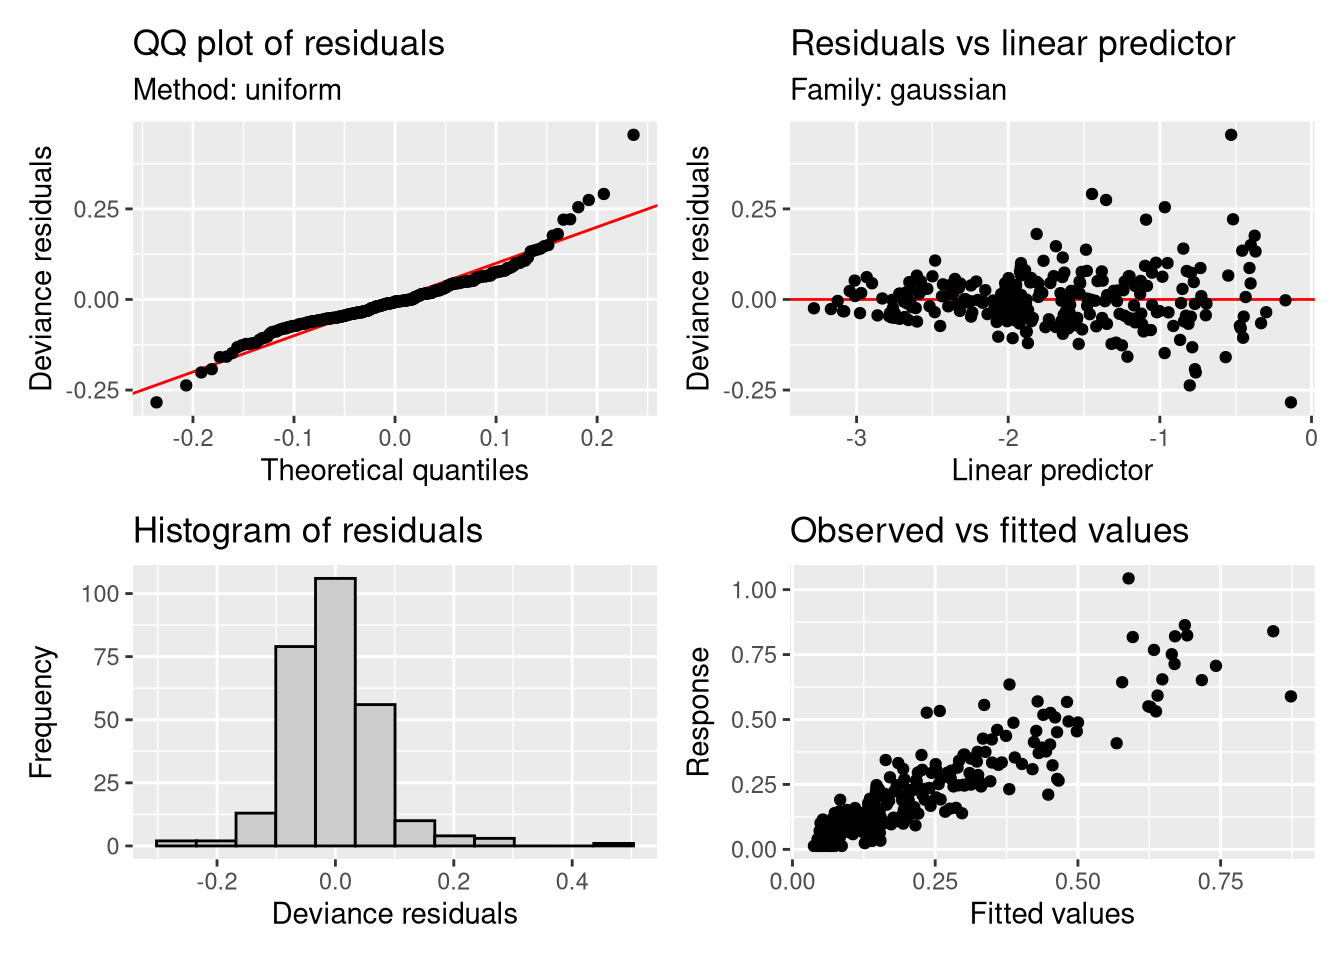 QQ plot of residuals
Method: uniform
Deviance residuals
0.25
0.00
-0.25
-0.2
-0.1
0.0
0.1
0.2
Theoretical quantiles
Residuals vs linear predictor
Family: gaussian
Deviance residuals
0.25
0.00
-0.25
-3
-2
-1
0
Linear predictor
Histogram of residuals
Frequency
100
75
50
25
0
-0.2
0.0
0.2
0.4
Deviance residuals
Observed vs fitted values
Response
1.00
0.75
0.50
0.25
0.00
0.00
0.25
0.50
0.75
Fitted values